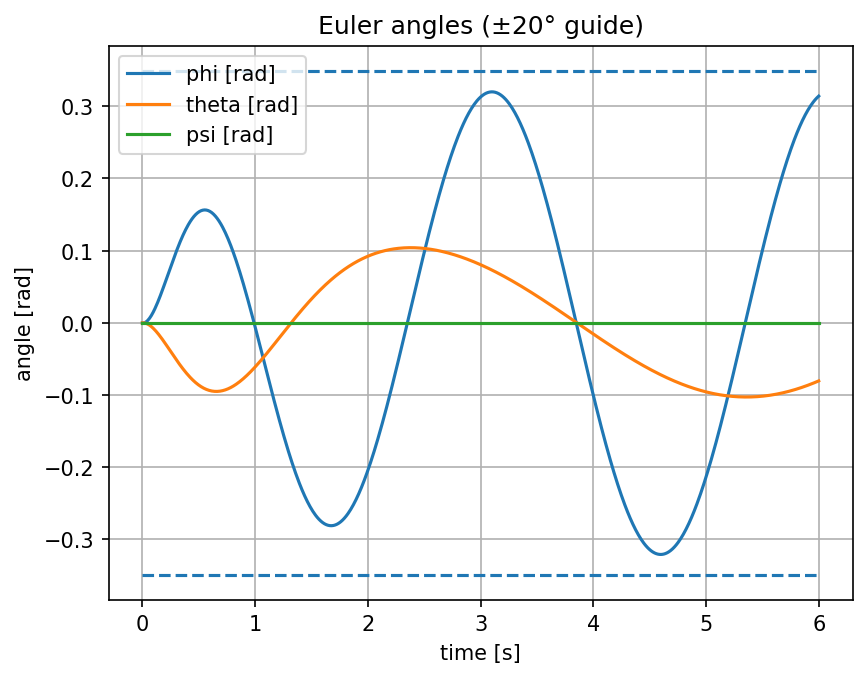 Euler angles (±20° guide)
phi [rad]
theta [rad]
psi [rad]
angle [rad]
0.3
0.2
0.1
0.0
−0.1
−0.2
−0.3
0 1 2 3 4 5 6
time [s]